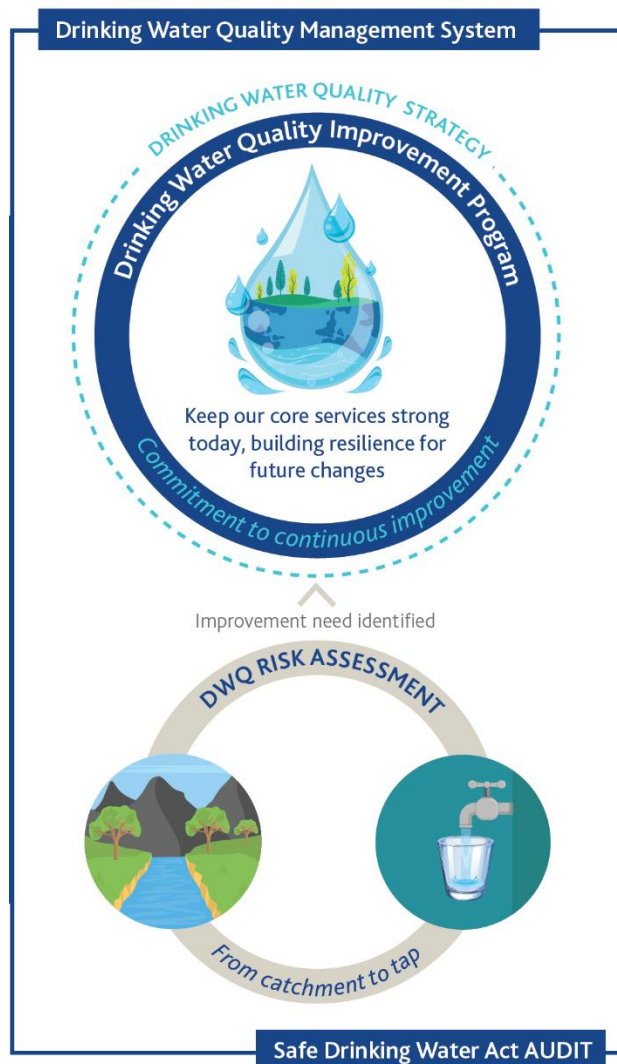 Drinking Water Quality Management System
DRINKING WATER QUALITY STRATEGY
Drinking Water Quality Improvement Program
Keep our core services strong
today, building resilience for
future changes
Commitment to continuous improvement
Improvement need identified
DWQ RISK ASSESSMENT
From catchment to tap
Safe Drinking Water Act AUDIT